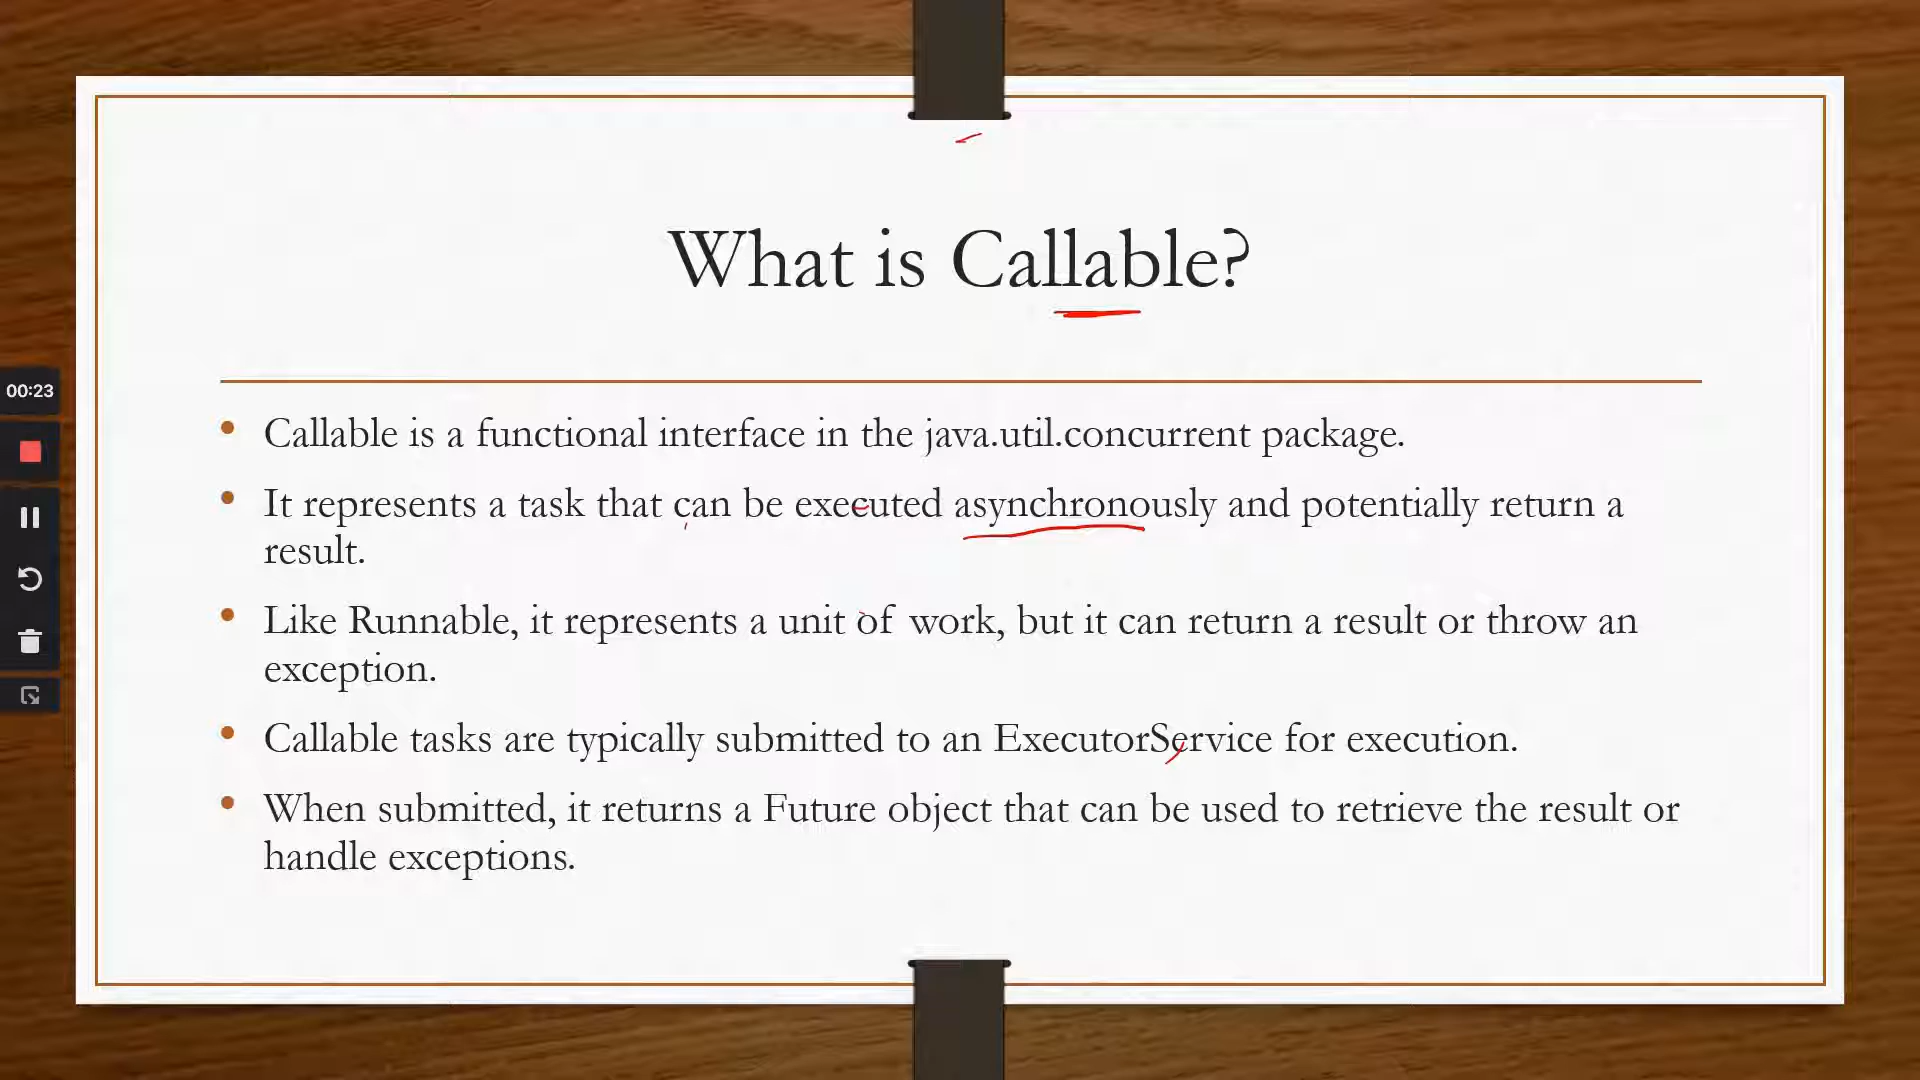 What is Callable?
00:23
• Callable is a functional interface in the java.util.concurrent package.
• It represents a task that can be executed asynchronously and potentially return a
result.
• Like Runnable, it represents a unit of work, but it can return a result or throw an
exception.
• Callable tasks are typically submitted to an ExecutorService for execution.
• When submitted, it returns a Future object that can be used to retrieve the result or
handle exceptions.